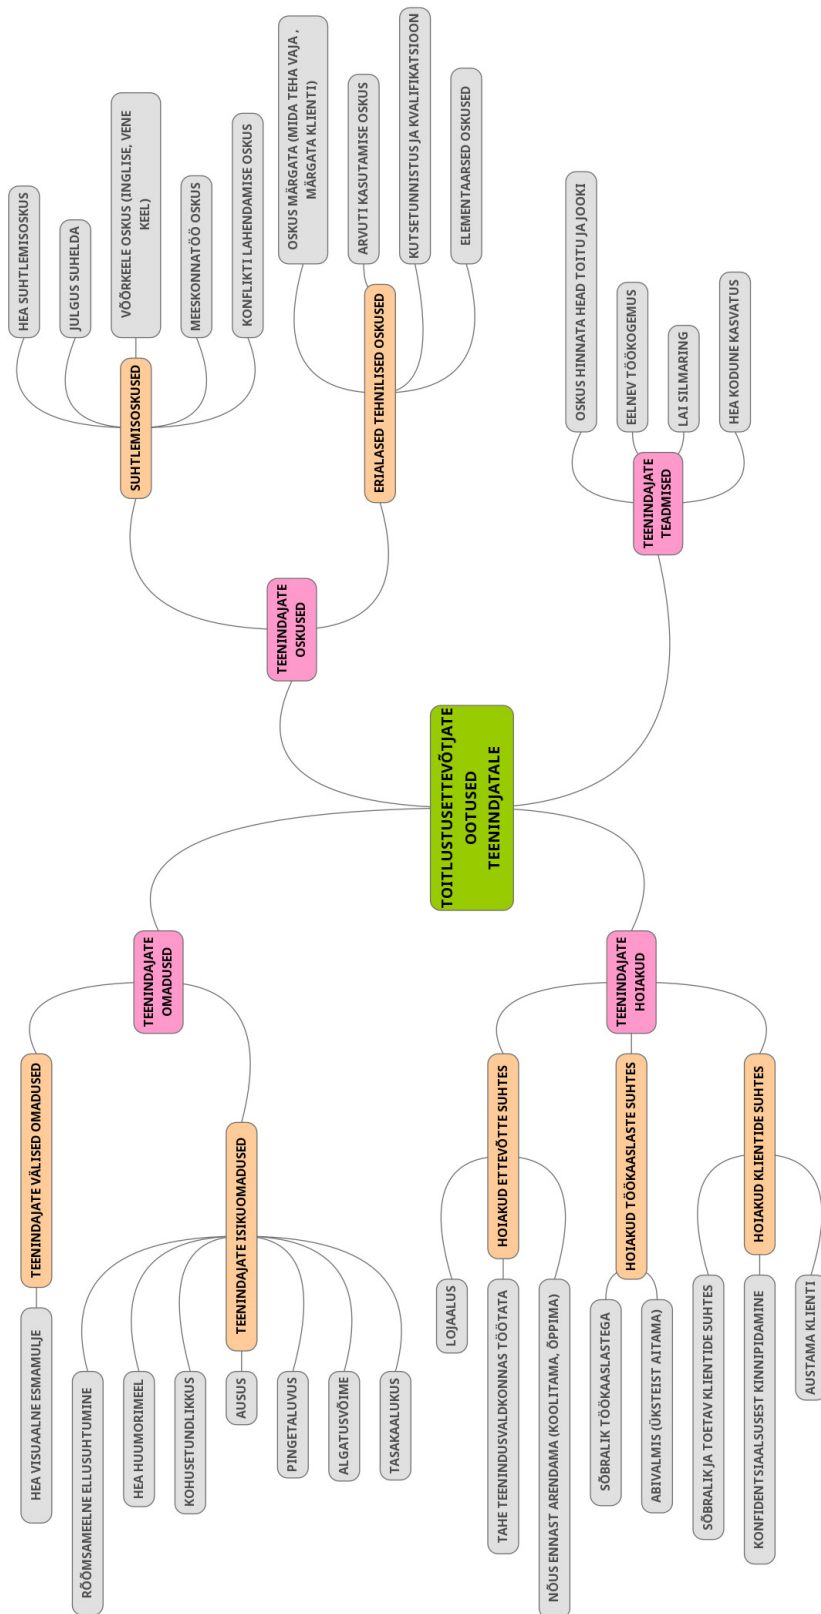 TOITLUSTUSETTEVÕTJATE
OOTUSED
TEENINDJATALE
TEENINDAJATE
OMADUSED
TEENINDAJATE VÄLISED OMADUSED
HEA VISUAALNE ESMAMULJE
TEENINDAJATE ISIKUOMADUSED
RÕÕMSAMEELNE ELLUSUHTUMINE
HEA HUUMORIMEEL
KOHUSETUNDLIKKUS
AUSUS
PINGETALUVUS
ALGATUSVÕIME
TASAKAALUKUS
TEENINDAJATE
HOIAKUD
HOIAKUD ETTEVÕTTE SUHTES
LOJAALUS
TAHE TEENINDUSVALDKONNAS TÖÖTATA
NÕUS ENNAST ARENDAMA (KOOLITAMA, ÕPPIMA)
HOIAKUD TÖÖKAASLASTE SUHTES
SÕBRALIK TÖÖKAASLASTEGA
ABIVALMIS (ÜKSTEIST AITAMA)
HOIAKUD KLIENTIDE SUHTES
SÕBRALIK JA TOETAV KLIENTIDE SUHTES
KONFIDENTSIAALSUSEST KINNIPIDAMINE
AUSTAMA KLIENTI
TEENINDAJATE
OSKUSED
SUHTLEMISOSKUSED
HEA SUHTLEMISOSKUS
JULGUS SUHELDA
VÕÕRKEELE OSKUS (INGLISE, VENE
KEEL)
MEESKONNATÖÖ OSKUS
KONFLIKTI LAHENDAMISE OSKUS
ERIALASED TEHNILISED OSKUSED
OSKUS MÄRGATA (MIDA TEHA VAJA ,
MÄRGATA KLIENTI)
ARVUTI KASUTAMISE OSKUS
KUTSETUNNISTUS JA KVALIFIKATSIOON
ELEMENTAARSED OSKUSED
TEENINDAJATE
TEADMISED
OSKUS HINNATA HEAD TOITU JA JOOKI
EELNEV TÖÖKOGEMUS
LAI SILMARING
HEA KODUNE KASVATUS